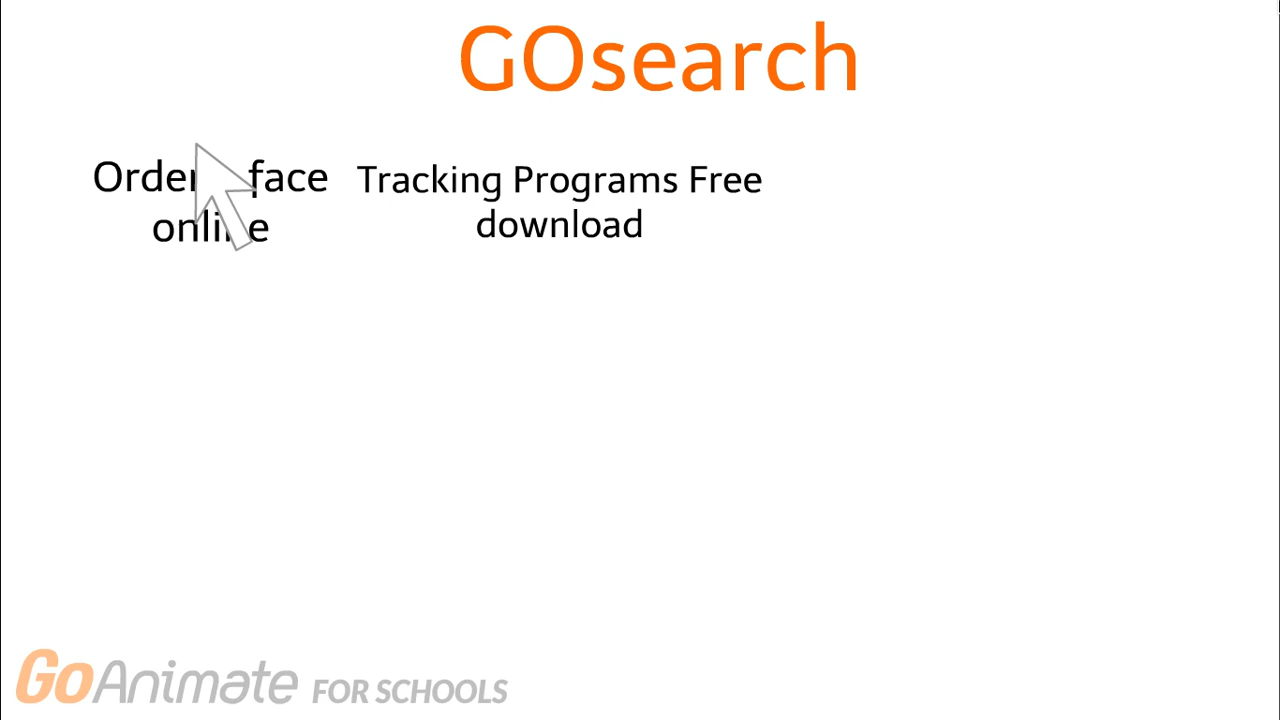 GOsearch
Order face
online
Tracking Programs Free
download
GoAnimate FOR SCHOOLS